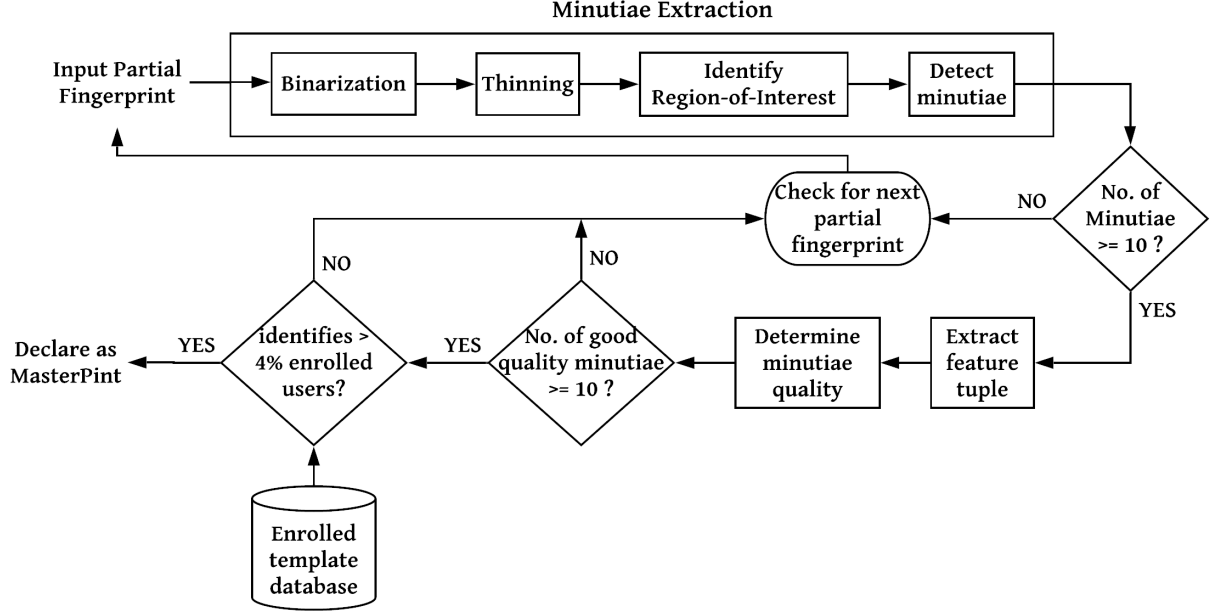 Minutiae Extraction
Input Partial
Fingerprint
Binarization
Thinning
Identify
Region-of-Interest
Detect
minutiae
No. of
Minutiae
>= 10 ?
NO
YES
Check for next
partial
fingerprint
Extract
feature
tuple
Determine
minutiae
quality
No. of good
quality minutiae
>= 10 ?
NO
YES
identifies >
4% enrolled
users?
NO
YES
Declare as
MasterPint
Enrolled
template
database